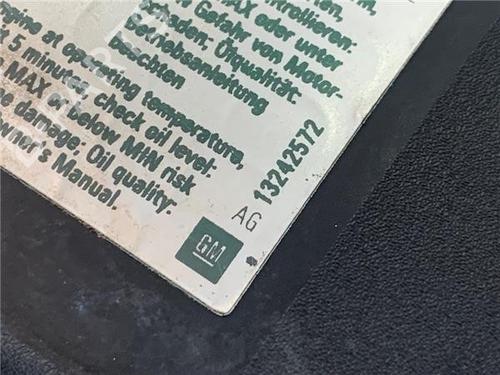 kontrollieren:
MAX oder unter
Gefahr von Motor-
schaden, Ölqualität:
Betriebsanleitung
beachten
engine at operating temperature,
5 minutes, check oil level:
MAX or below MIN risk
damage. Oil quality:
Owner's Manual.
AG 13242572
GM